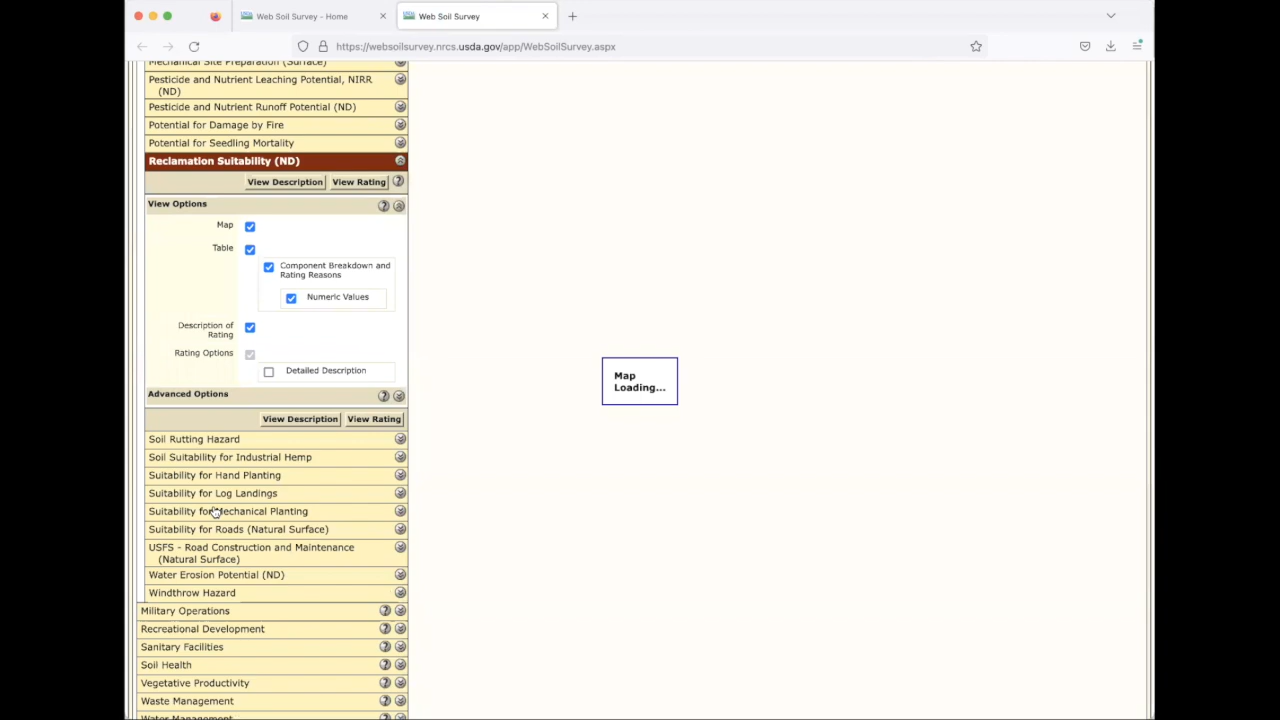 Web Soil Survey - Home
Web Soil Survey
https://websoilsurvey.nrcs.usda.gov/app/WebSoilSurvey.aspx
Mechanical Site Preparation (Surface)
Pesticide and Nutrient Leaching Potential, NIRR
(ND)
Pesticide and Nutrient Runoff Potential (ND)
Potential for Damage by Fire
Potential for Seedling Mortality
Reclamation Suitability (ND)
View Description View Rating
View Options
Map
Table
Component Breakdown and
Rating Reasons
Numeric Values
Description of
Rating
Rating Options
Detailed Description
Advanced Options
View Description View Rating
Map
Loading...
Soil Rutting Hazard
Soil Suitability for Industrial Hemp
Suitability for Hand Planting
Suitability for Log Landings
Suitability for Mechanical Planting
Suitability for Roads (Natural Surface)
USFS - Road Construction and Maintenance
(Natural Surface)
Water Erosion Potential (ND)
Windthrow Hazard
Military Operations
Recreational Development
Sanitary Facilities
Soil Health
Vegetative Productivity
Waste Management
Water Management